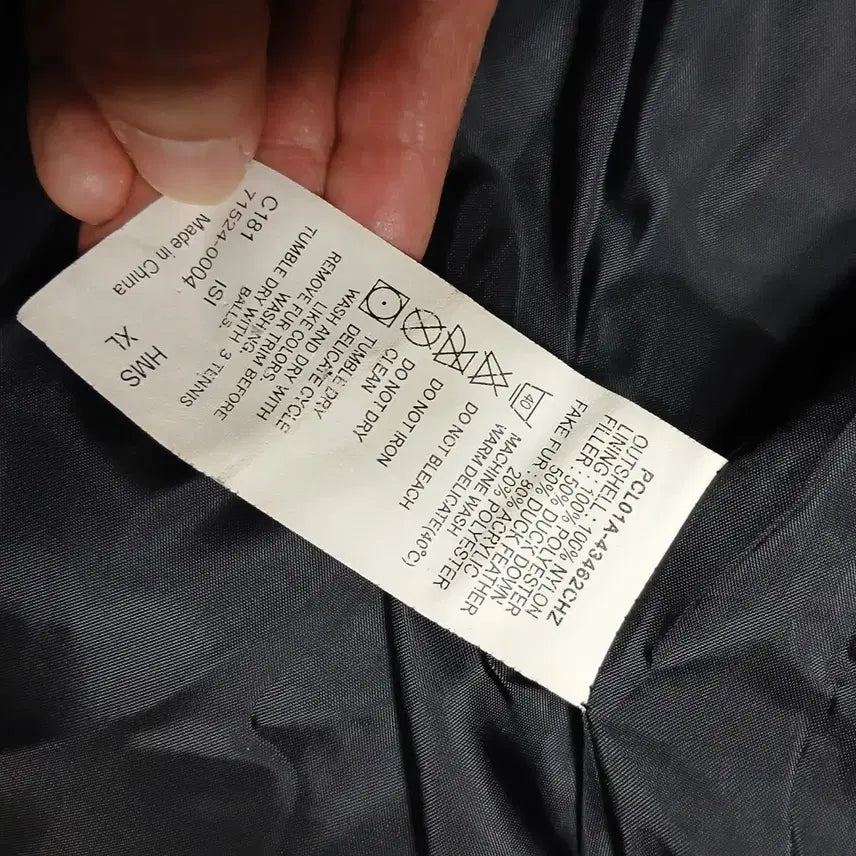 PCL01A-43462CHZ
OUTSHELL : 100% NYLON
LINING : 100% POLYESTER
FILLER : 50% DUCK DOWN
50% DUCK FEATHER
FAKE FUR : 80% ACRYLIC
20% POLYESTER
MACHINE WASH
WARM DELICATE(40°C)
40
DO NOT BLEACH
DO NOT IRON
DO NOT DRY
CLEAN
TUMBLE DRY
DELICATE CYCLE
WASH AND DRY WITH
LIKE COLORS.
REMOVE FUR TRIM BEFORE
WASHING.
TUMBLE DRY WITH 3 TENNIS
BALLS.
C181
71524-0004
ISI
HMS
Made in China
XL